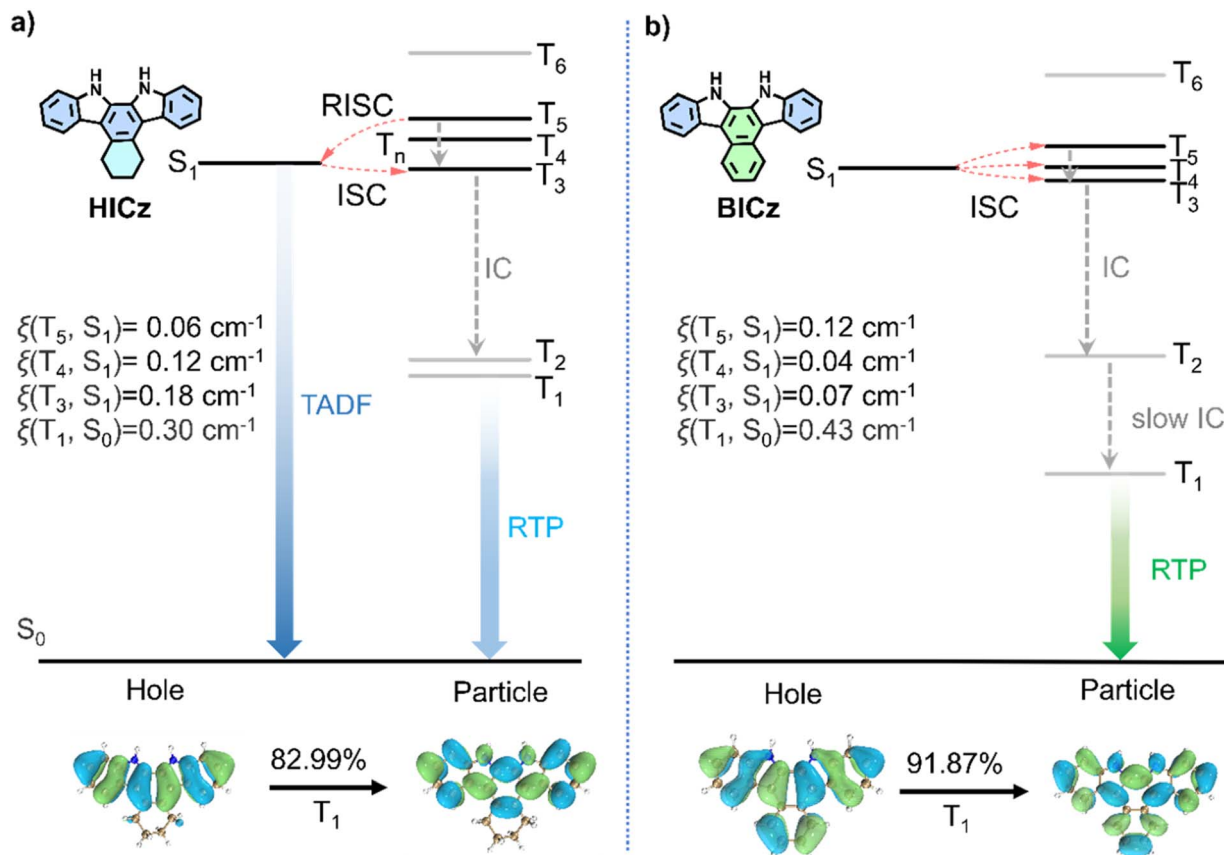 a)
H H
N N
HICz
S₁
RISC
Tₙ
ISC
T₆
T₅
T₄
T₃
IC
ξ(T₅, S₁)= 0.06 cm⁻¹
ξ(T₄, S₁)= 0.12 cm⁻¹
ξ(T₃, S₁)=0.18 cm⁻¹
ξ(T₁, S₀)=0.30 cm⁻¹
TADF
T₂
T₁
RTP
S₀
Hole
Particle
82.99%
T₁
b)
H H
N N
BICz
S₁
ISC
T₆
T₅
T₄
T₃
IC
ξ(T₅, S₁)=0.12 cm⁻¹
ξ(T₄, S₁)=0.04 cm⁻¹
ξ(T₃, S₁)=0.07 cm⁻¹
ξ(T₁, S₀)=0.43 cm⁻¹
T₂
slow IC
T₁
RTP
Hole
Particle
91.87%
T₁